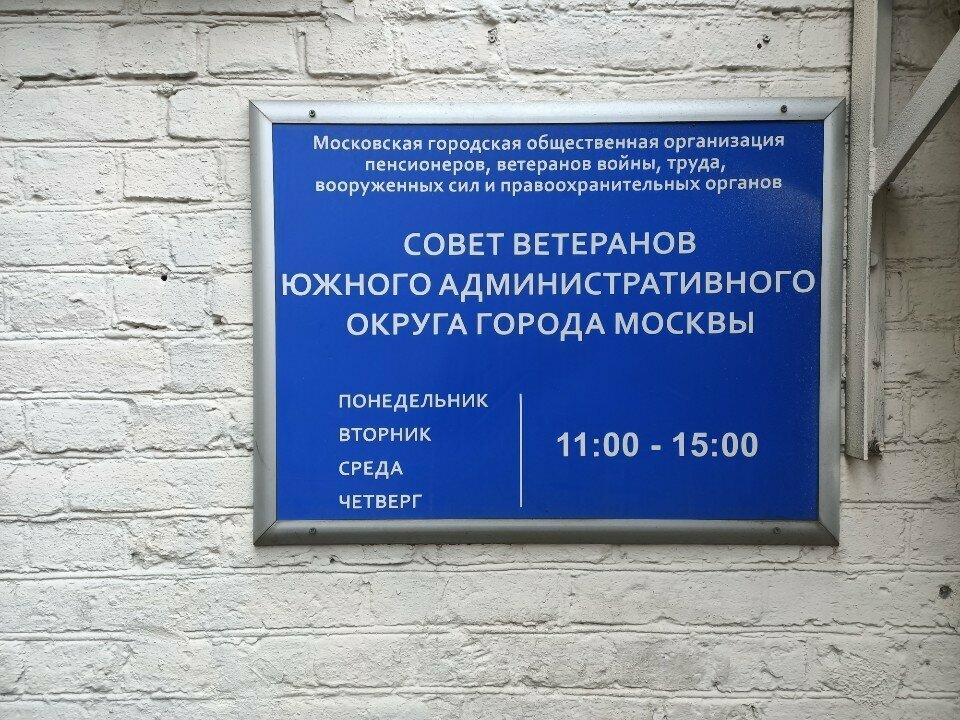 Московская городская общественная организация
пенсионеров, ветеранов войны, труда,
вооруженных сил и правоохранительных органов
СОВЕТ ВЕТЕРАНОВ
ЮЖНОГО АДМИНИСТРАТИВНОГО
ОКРУГА ГОРОДА МОСКВЫ
ПОНЕДЕЛЬНИК
ВТОРНИК
СРЕДА
ЧЕТВЕРГ
11:00 - 15:00